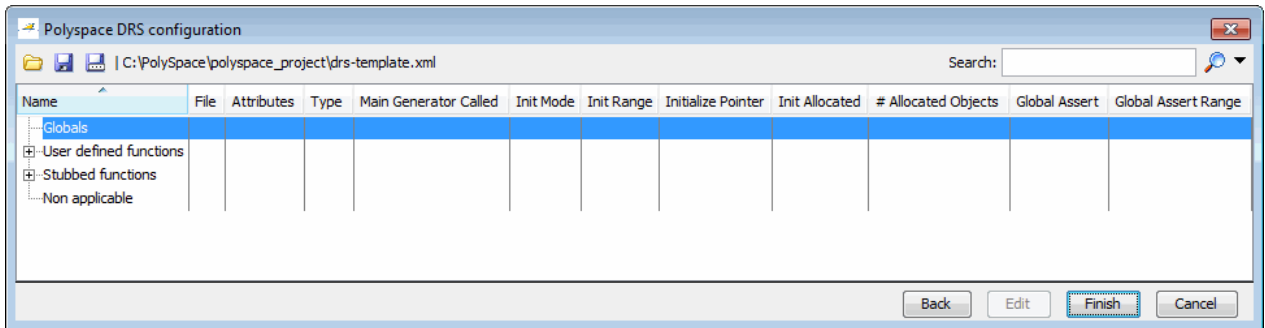 Polyspace DRS configuration
C:\PolySpace\polyspace_project\drs-template.xml Search:
Name File Attributes Type Main Generator Called Init Mode Init Range Initialize Pointer Init Allocated # Allocated Objects Global Assert Global Assert Range
Globals
User defined functions
Stubbed functions
Non applicable
Back Edit Finish Cancel